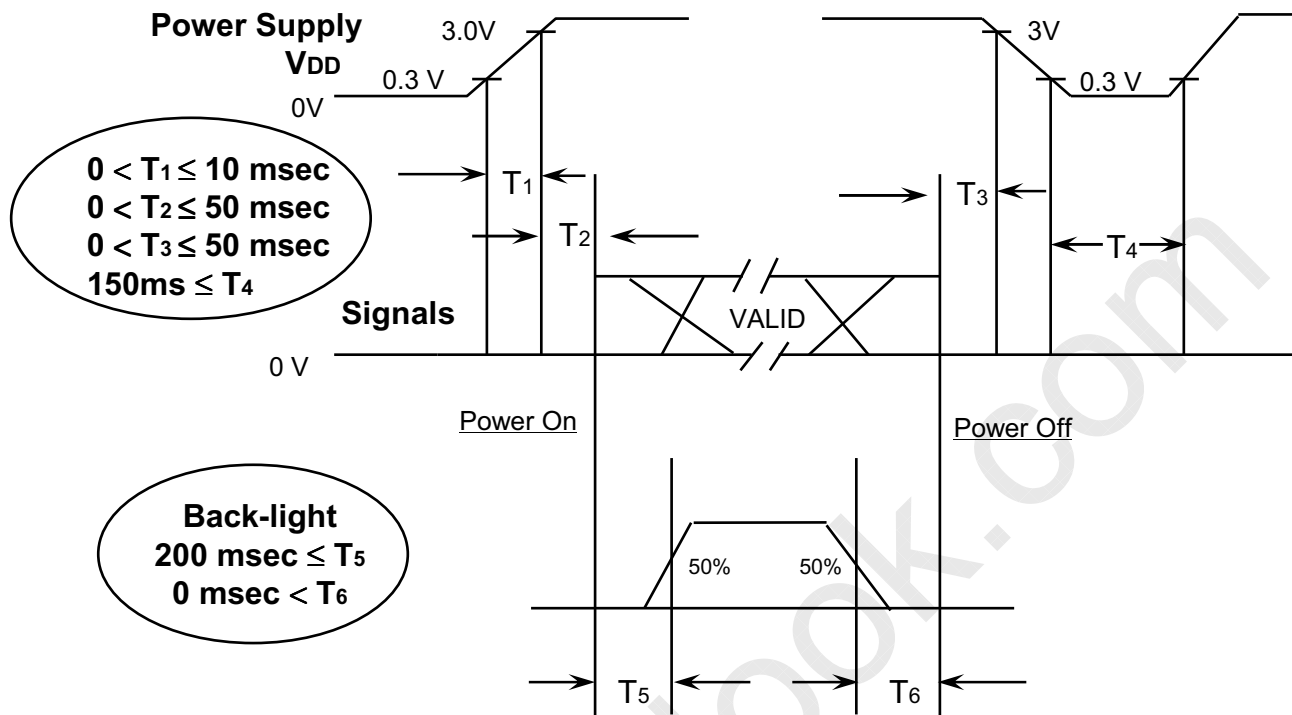 Power Supply
VDD
3.0V
3V
0.3 V
0.3 V
0V
0 < T1 ≤ 10 msec
0 < T2 ≤ 50 msec
0 < T3 ≤ 50 msec
150ms ≤ T4
T1
T3
T2
T4
Signals
VALID
0 V
Power On
Power Off
Back-light
200 msec ≤ T5
0 msec < T6
50%
50%
T5
T6
ook.com